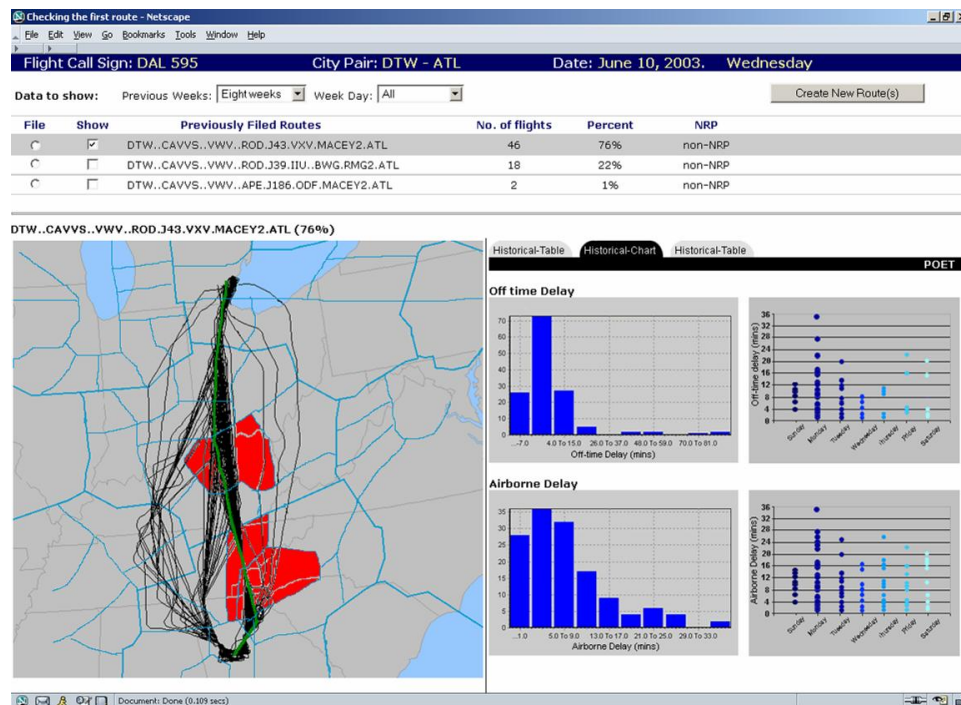 Checking the first route - Netscape
File Edit View Go Bookmarks Tools Window Help
Flight Call Sign: DAL 595 City Pair: DTW - ATL Date: June 10, 2003. Wednesday
Data to show: Previous Weeks: Eight weeks Week Day: All Create New Route(s)
File Show Previously Filed Routes No. of flights Percent NRP
DTW..CAVVS..VWV..ROD.J43.VXV.MACEY2.ATL 46 76% non-NRP
DTW..CAVVS..VWV..ROD.J39.IIU..BWG.RMG2.ATL 18 22% non-NRP
DTW..CAVVS..VWV..APE.J186.ODF.MACEY2.ATL 2 1% non-NRP
DTW..CAVVS..VWV..ROD.J43.VXV.MACEY2.ATL (76%)
Historical-Table Historical-Chart Historical-Table
POET
Off time Delay
70
60
50
40
30
20
10
0
...-7.0 4.0 To 15.0 26.0 To 37.0 48.0 To 59.0 70.0 To 81.0
Off-time Delay (mins)
Off-time delay (mins)
36
32
28
24
20
16
12
8
4
0
Sunday Monday Tuesday Wednesday Thursday Friday Saturday
Airborne Delay
35
30
25
20
15
10
5
0
...1.0 5.0 To 9.0 13.0 To 17.0 21.0 To 25.0 29.0 To 33.0
Airborne Delay (mins)
Airborne Delay (mins)
36
32
28
24
20
16
12
8
4
0
Sunday Monday Tuesday Wednesday Thursday Friday Saturday
Document: Done (0.109 secs)